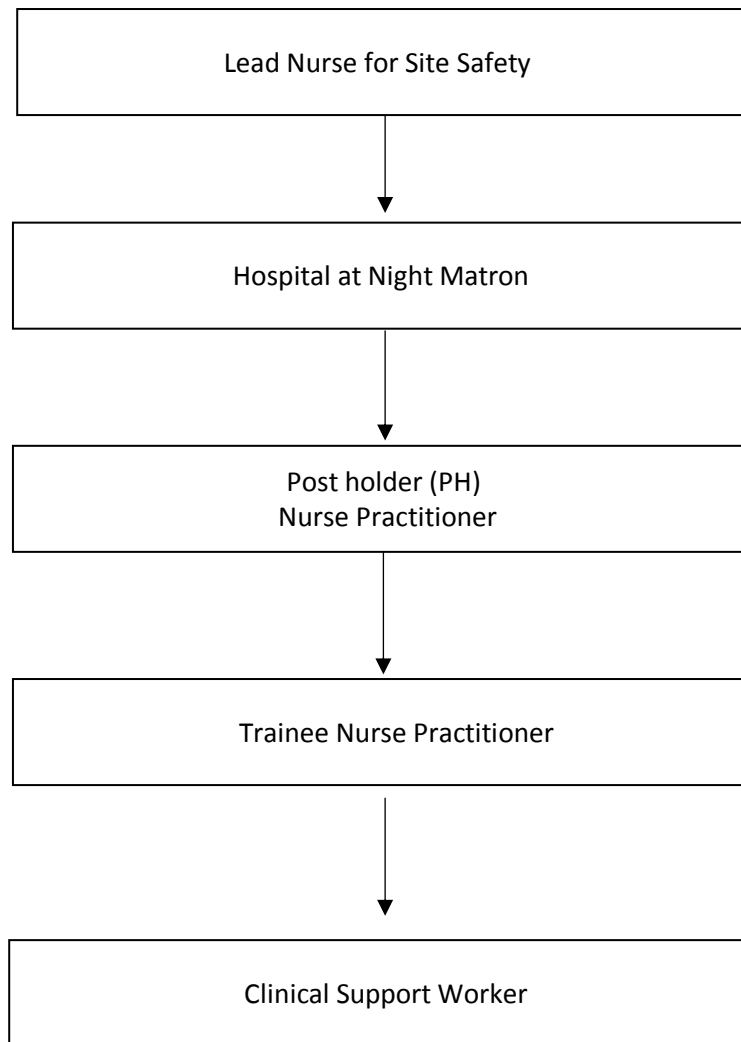 Lead Nurse for Site Safety
Hospital at Night Matron
Post holder (PH)
Nurse Practitioner
Trainee Nurse Practitioner
Clinical Support Worker